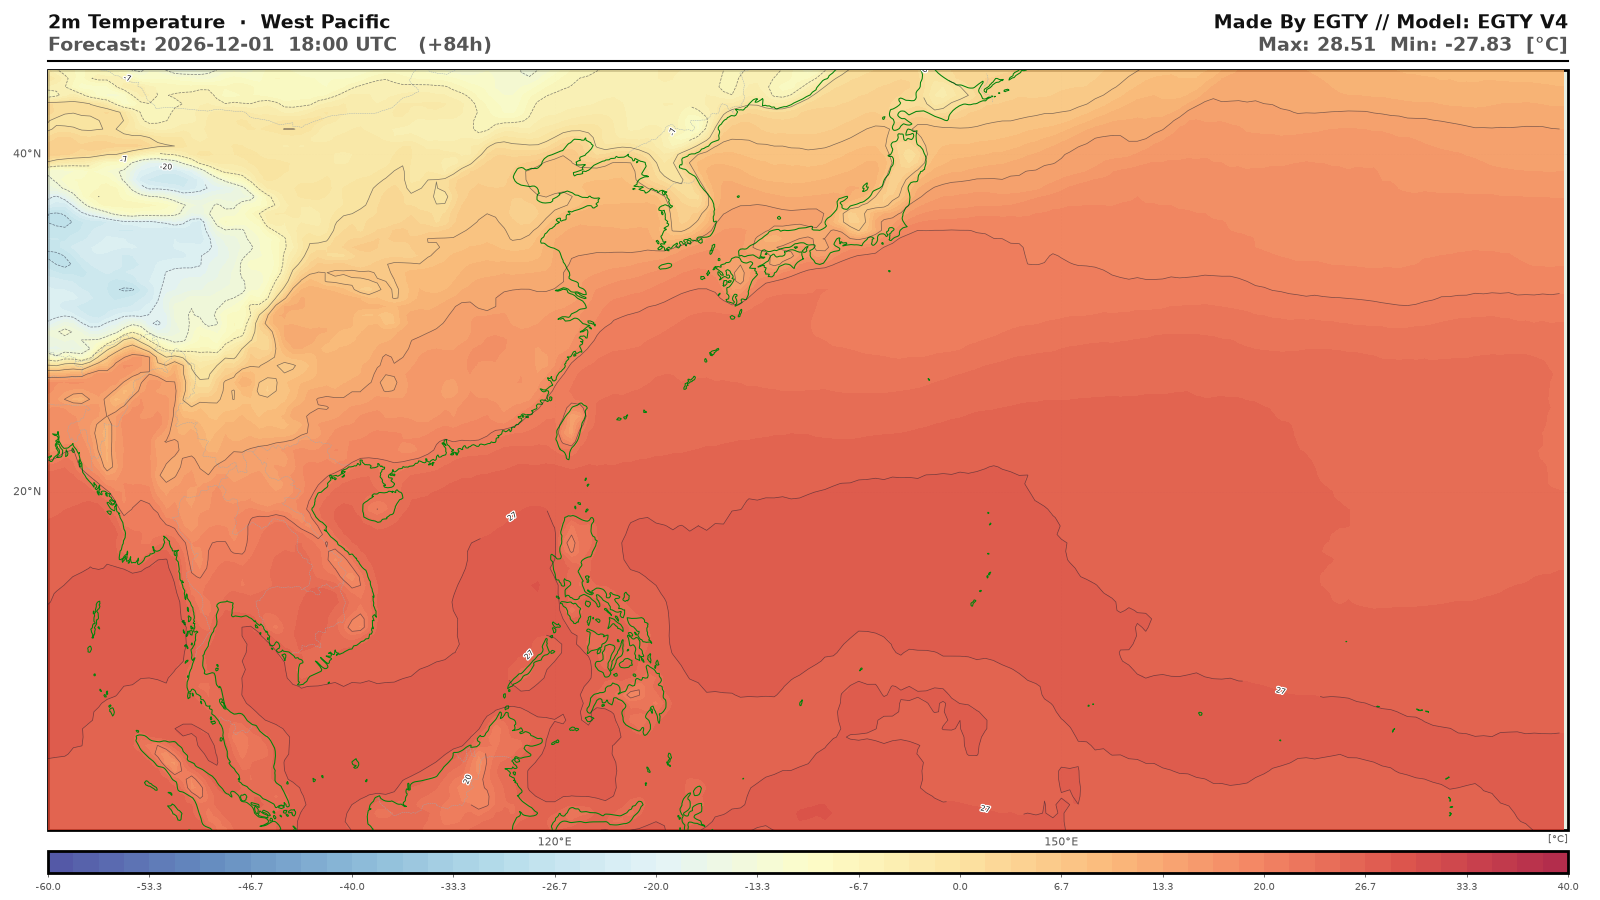 2m Temperature · West Pacific
Made By EGTY // Model: EGTY V4
Forecast: 2026-12-01 18:00 UTC (+84h)
Max: 28.51 Min: -27.83 [°C]
-7
-7
40°N
-7
-20
20°N
27
27
27
20
27
120°E
150°E
[°C]
-60.0 -53.3 -46.7 -40.0 -33.3 -26.7 -20.0 -13.3 -6.7 0.0 6.7 13.3 20.0 26.7 33.3 40.0